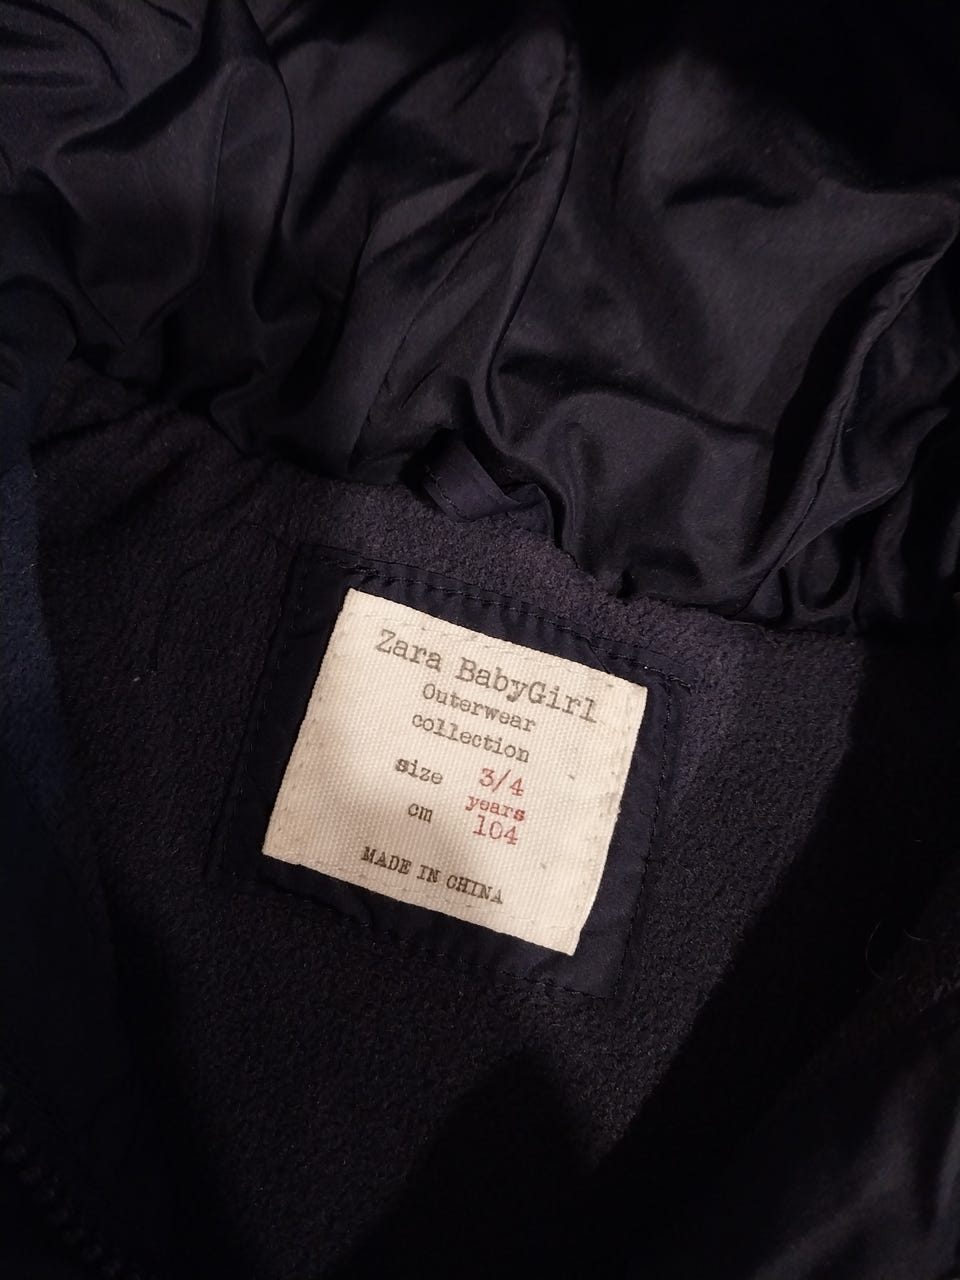 Zara BabyGirl
Outerwear
collection
size 3/4
years
cm 104
MADE IN CHINA